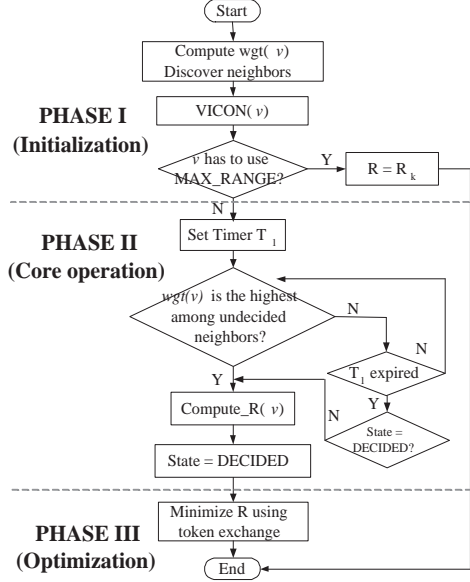 Start
Compute wgt( v)
Discover neighbors
VICON( v)
PHASE I
(Initialization)
v has to use
MAX_RANGE?
Y
R = R k
N
PHASE II
(Core operation)
Set Timer T 1
wgt(v) is the highest
among undecided
neighbors?
N
N
T 1 expired
Y
Y
N
Compute_R( v)
State =
DECIDED?
State = DECIDED
PHASE III
(Optimization)
Minimize R using
token exchange
End